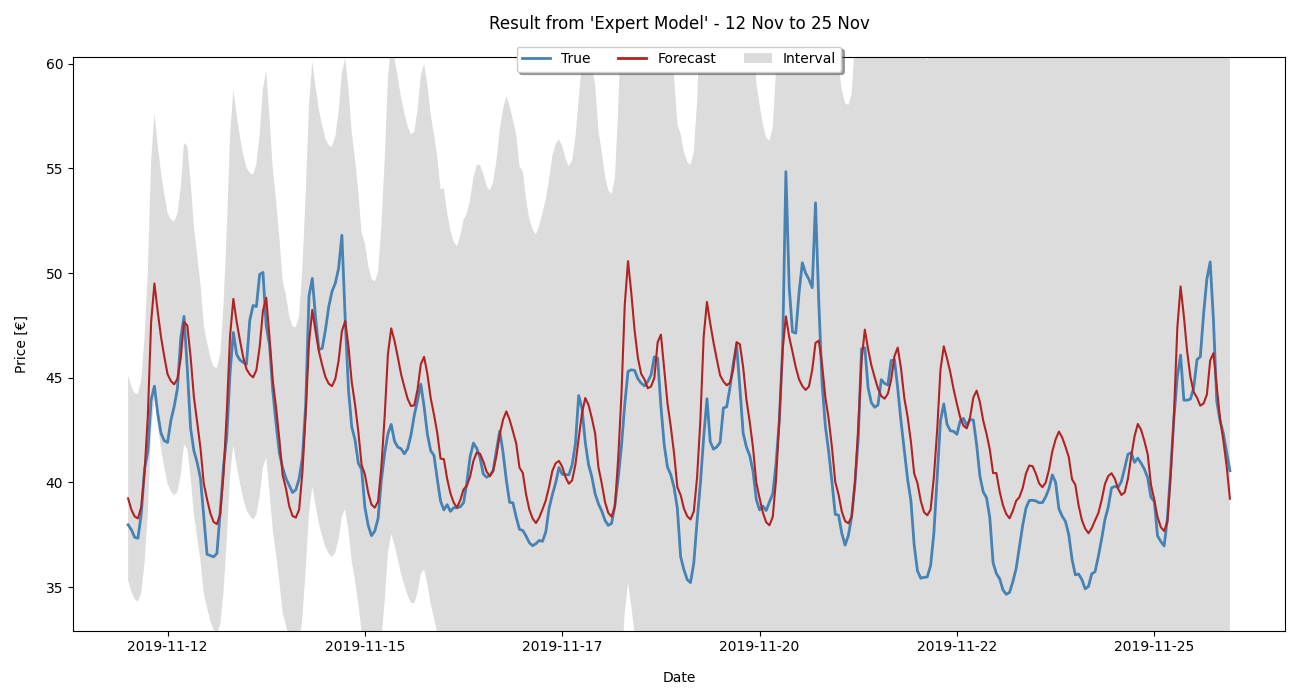 Result from 'Expert Model' - 12 Nov to 25 Nov
True Forecast Interval
60
55
50
45
40
35
Price [€]
2019-11-12 2019-11-15 2019-11-17 2019-11-20 2019-11-22 2019-11-25
Date